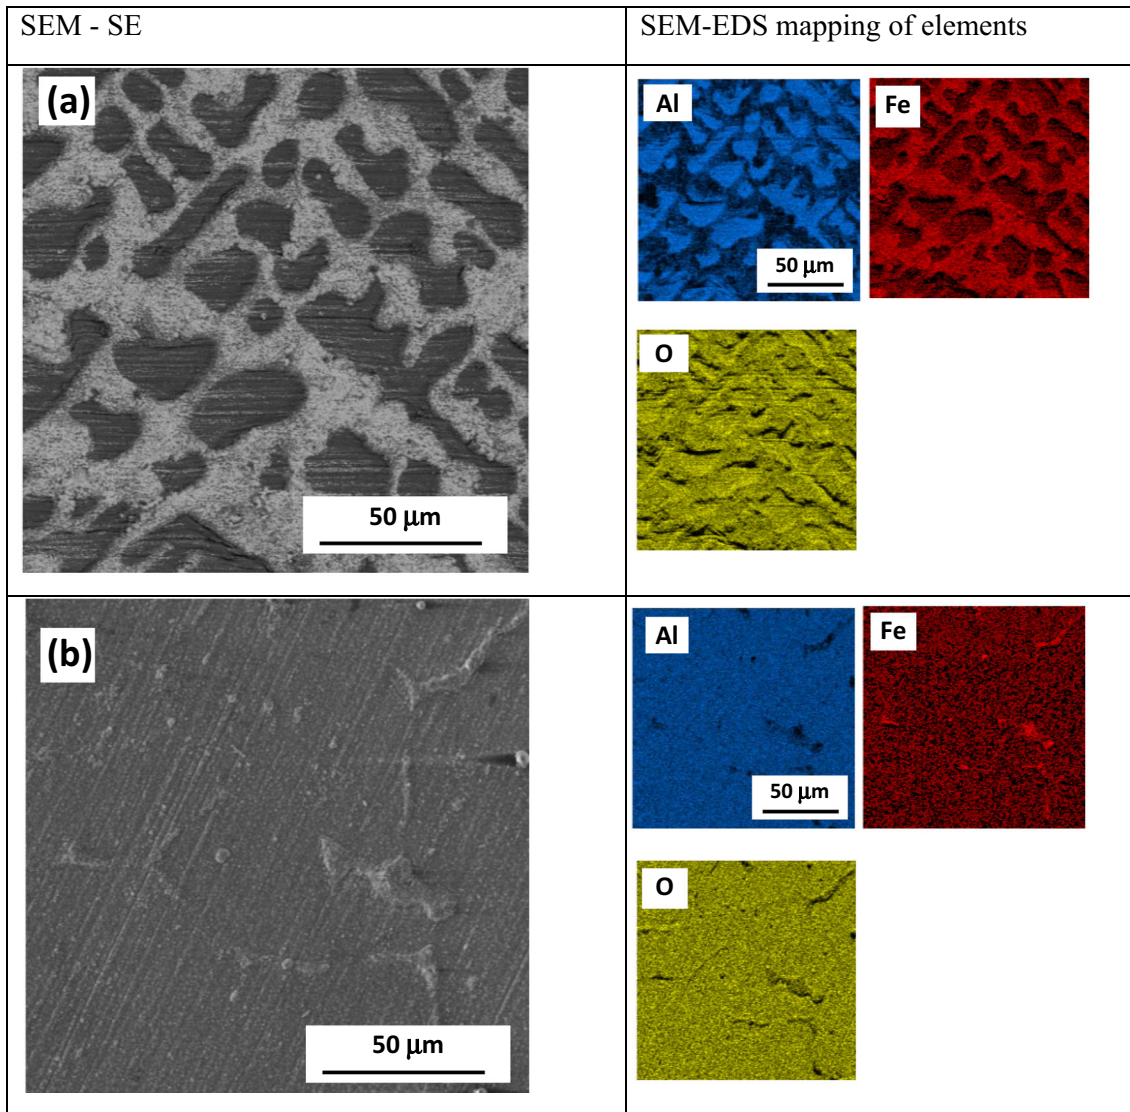 SEM - SE
SEM-EDS mapping of elements
(a)
Al
Fe
50 μm
O
50 μm
(b)
Al
Fe
50 μm
O
50 μm